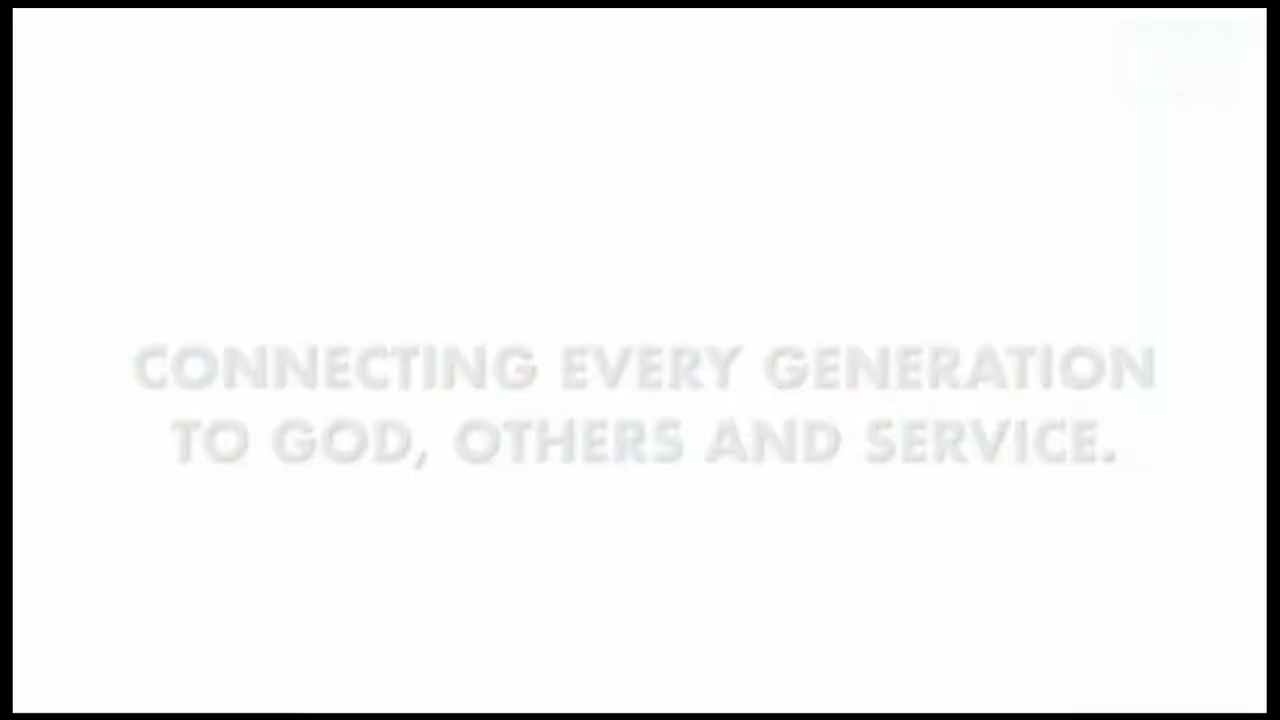 CONNECTING EVERY GENERATION
TO GOD, OTHERS AND SERVICE.